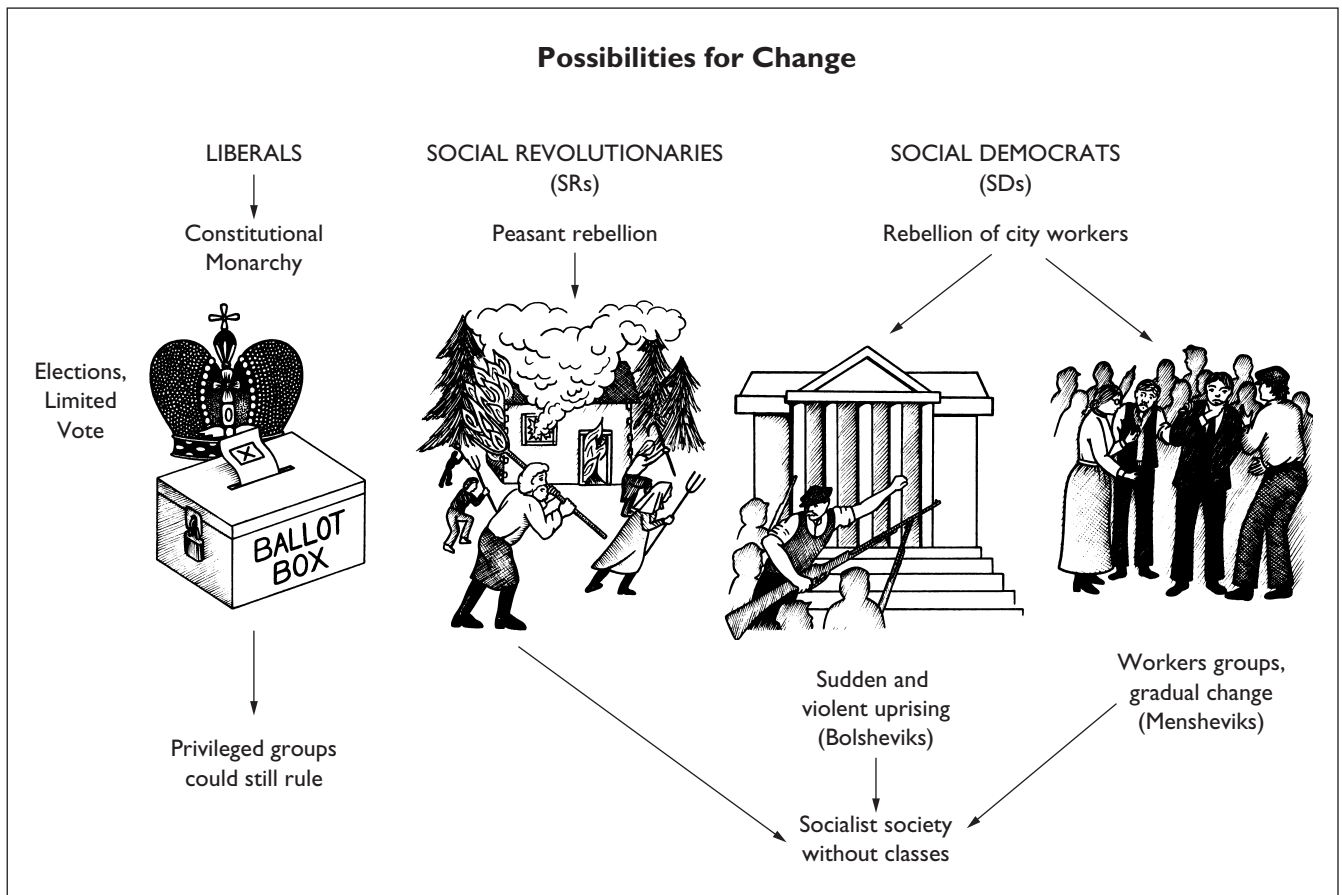 Possibilities for Change
LIBERALS
Constitutional
Monarchy
Elections,
Limited
Vote
BALLOT
BOX
Privileged groups
could still rule
SOCIAL REVOLUTIONARIES
(SRs)
Peasant rebellion
SOCIAL DEMOCRATS
(SDs)
Rebellion of city workers
Sudden and
violent uprising
(Bolsheviks)
Workers groups,
gradual change
(Mensheviks)
Socialist society
without classes